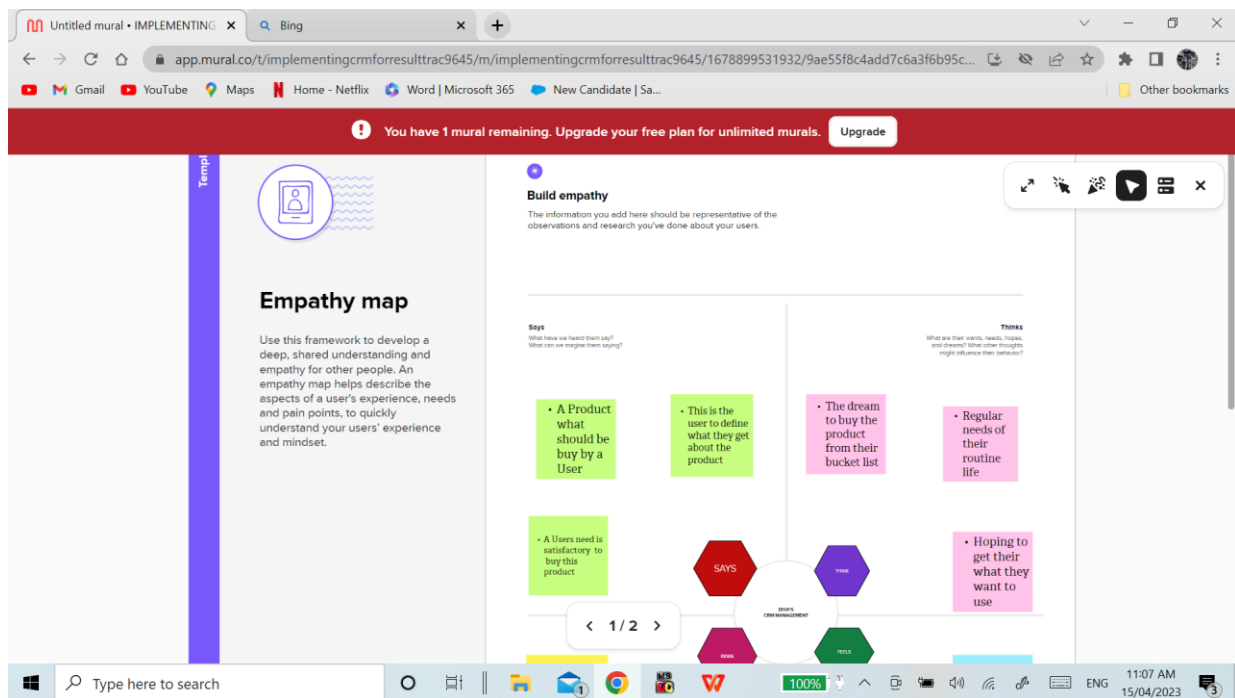 Untitled mural • IMPLEMENTING
Bing
app.mural.co/t/implementingcrmforresulttrac9645/m/implementingcrmforresulttrac9645/1678899531932/9ae55f8c4add7c6a3f6b95c...
Gmail
YouTube
Maps
Home - Netflix
Word | Microsoft 365
New Candidate | Sa...
Other bookmarks
You have 1 mural remaining. Upgrade your free plan for unlimited murals.
Upgrade
Templ
Empathy map
Use this framework to develop a
deep, shared understanding and
empathy for other people. An
empathy map helps describe the
aspects of a user's experience, needs
and pain points, to quickly
understand your users' experience
and mindset.
Build empathy
The information you add here should be representative of the
observations and research you've done about your users.
Says
What have we heard them say?
What can we magine them saying?
Thinks
What are their wants, needs, hopes,
and dreams? What other thoughts
might influence their behavior?
• A Product
what
should be
buy by a
User
• This is the
user to define
what they get
about the
product
• The dream
to buy the
product
from their
bucket list
• Regular
needs of
their
routine
life
• A Users need is
satisfactory to
buy this
product
• Hoping to
get their
what they
want to
use
SAYS
THINK
DIYA'S
CRM MANAGEMENT
DOES
FEELS
< 1/2 >
Type here to search
1
MS
W
100%
ENG
11:07 AM
15/04/2023
3